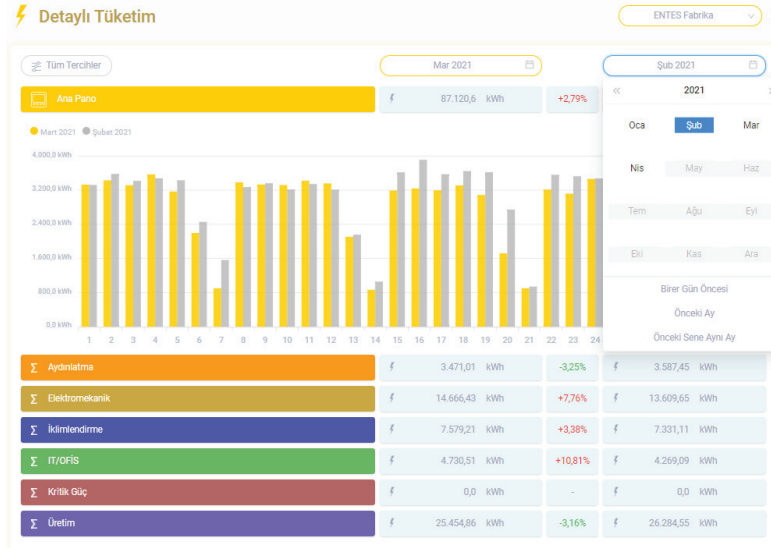 Detaylı Tüketim
ENTES Fabrika
Tüm Tercihler
Mar 2021
Şub 2021
Ana Pano
87.120,6 kWh
+2,79%
2021
Oca Şub Mar
Nis May Haz
Tem Ağu Eyl
Eki Kas Ara
Birer Gün Öncesi
Önceki Ay
Önceki Sene Aynı Ay
Mart 2021 Şubat 2021
4.000,0 kWh
3.200,0 kWh
2.400,0 kWh
1.600,0 kWh
800,0 kWh
0,0 kWh
1 2 3 4 5 6 7 8 9 10 11 12 13 14 15 16 17 18 19 20 21 22 23 24
Σ Aydınlatma 3.471,01 kWh -3,25% 3.587,45 kWh
Σ Elektromekanik 14.666,43 kWh +7,76% 13.609,65 kWh
Σ İklimlendirme 7.579,21 kWh +3,38% 7.331,11 kWh
Σ IT/OFİS 4.730,51 kWh +10,81% 4.269,09 kWh
Σ Kritik Güç 0,0 kWh - 0,0 kWh
Σ Üretim 25.454,86 kWh -3,16% 26.284,55 kWh